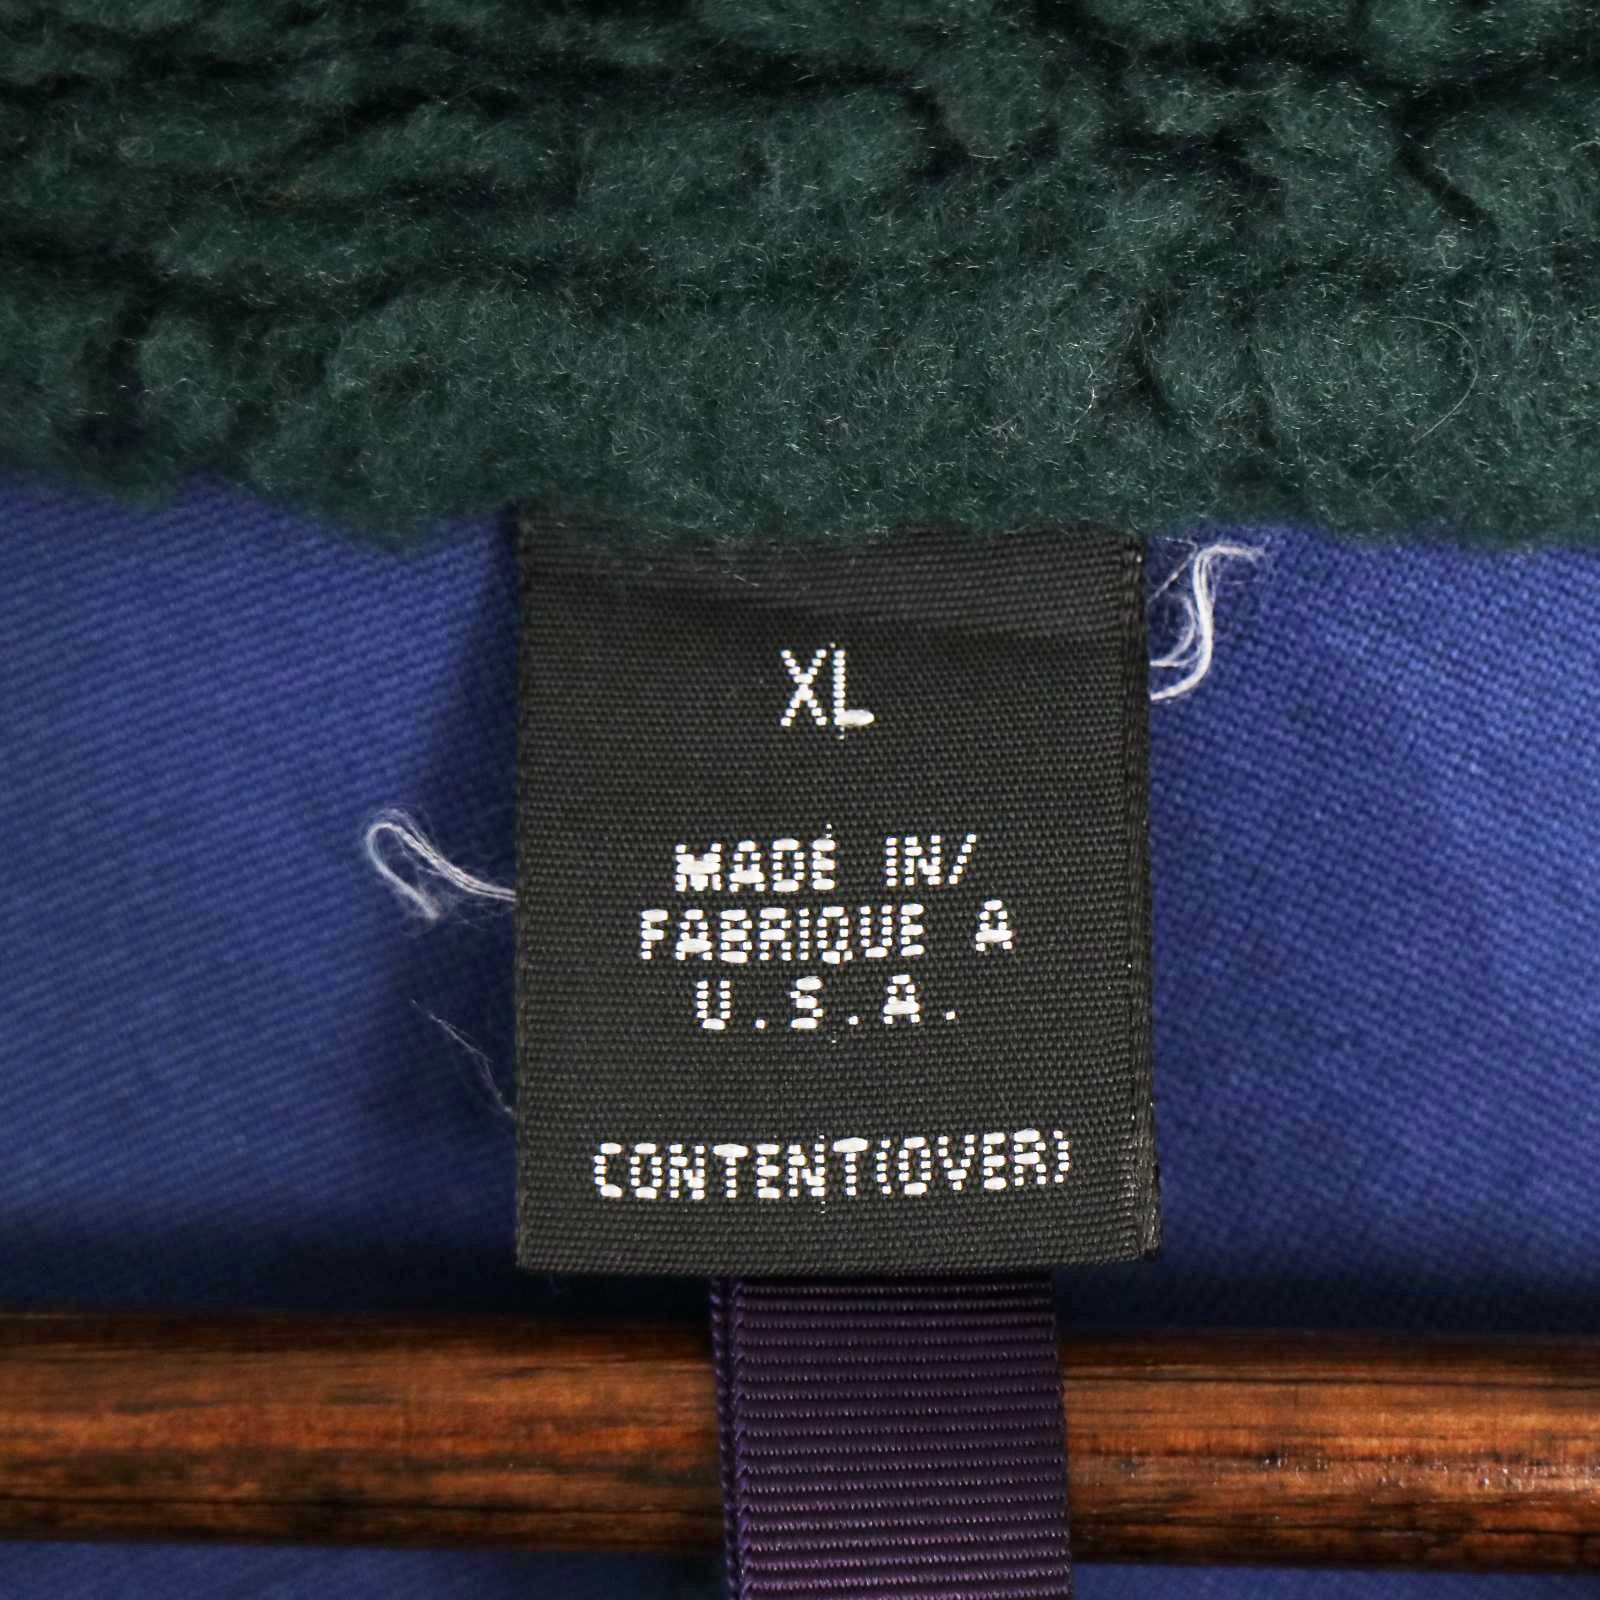 XL
MADE IN/
FABRIQUE A
U.S.A.
CONTENT(OVER)